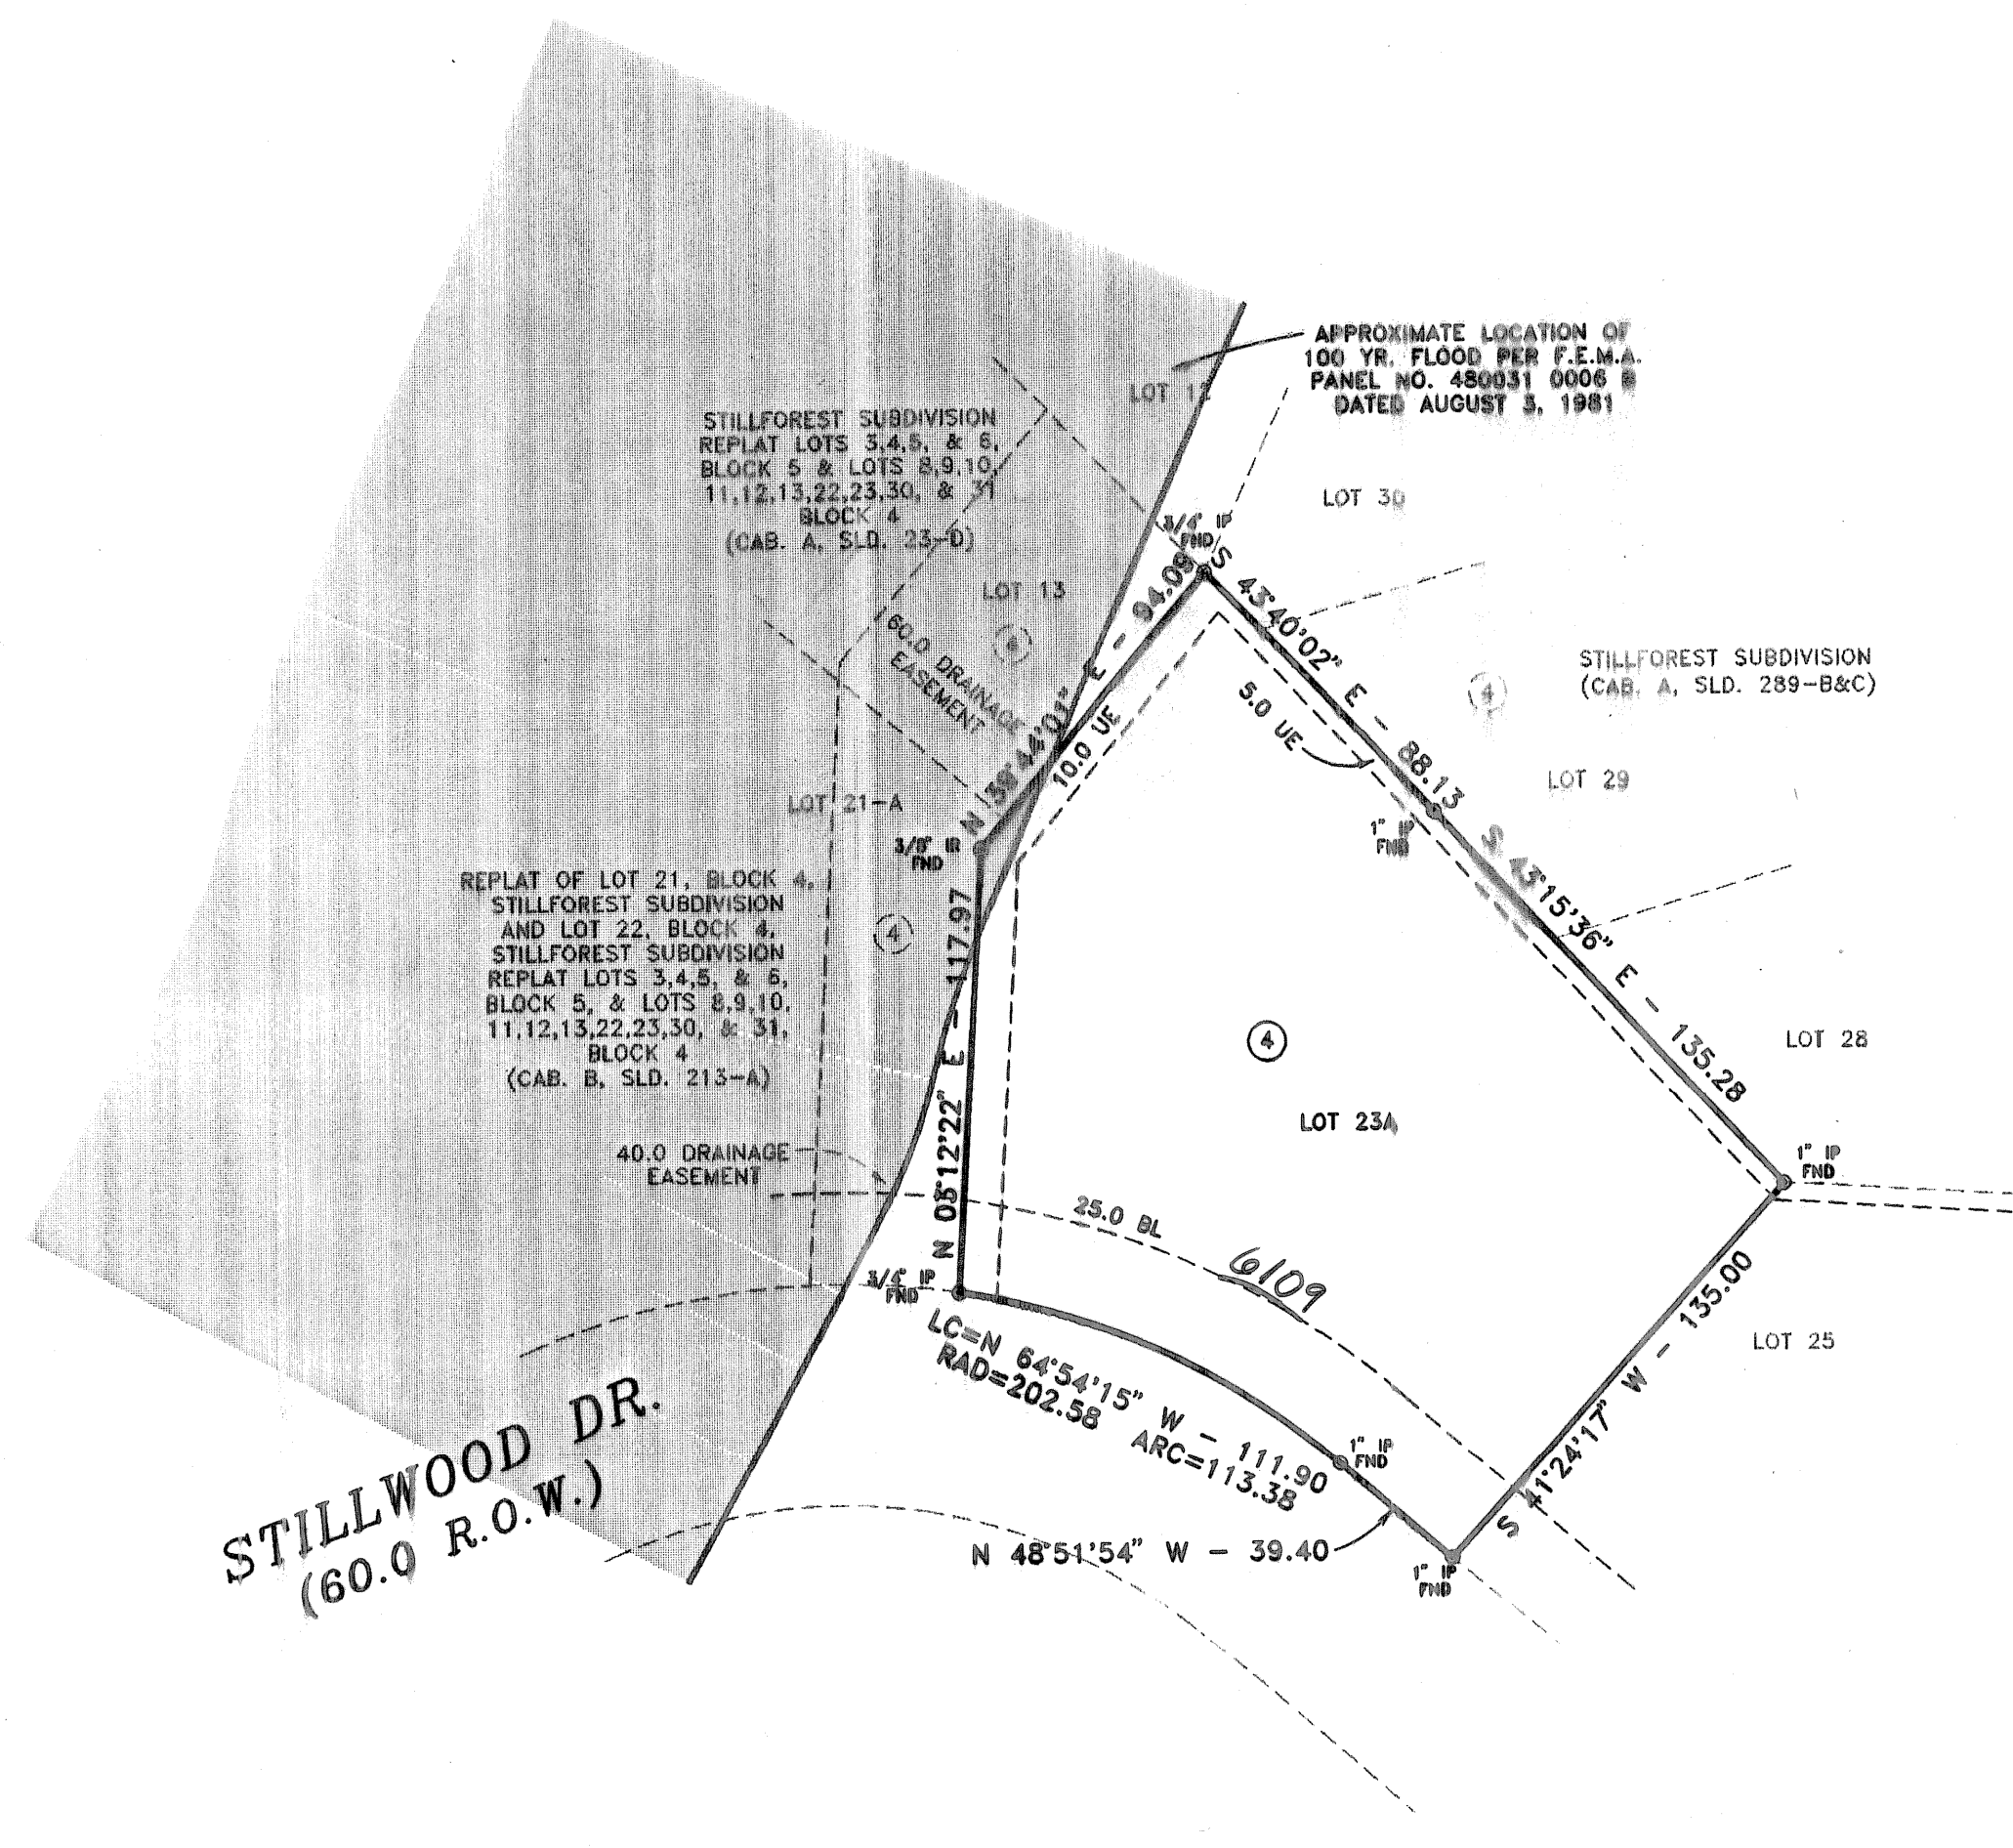 APPROXIMATE LOCATION OF
100 YR. FLOOD PER F.E.M.A.
PANEL NO. 480031 0006 B
DATED AUGUST 3, 1981
LOT 12
STILLFOREST SUBDIVISION
REPLAT LOTS 3,4,5, & 6,
BLOCK 5 & LOTS 8,9,10,
11,12,13,22,23,30, & 31
BLOCK 4
(CAB. A, SLD. 23-D)
LOT 30
3/4" IP
FND
LOT 13
60.0 DRAINAGE
EASEMENT
N 39°44'01" E - 94.09
10.0 UE
S 43°40'02" E - 88.13
5.0 UE
STILLFOREST SUBDIVISION
(CAB. A, SLD. 289-B&C)
4
LOT 29
1" IP
FND
LOT 21-A
3/8" IR
FND
REPLAT OF LOT 21, BLOCK 4,
STILLFOREST SUBDIVISION
AND LOT 22, BLOCK 4,
STILLFOREST SUBDIVISION
REPLAT LOTS 3,4,5, & 6,
BLOCK 5, & LOTS 8,9,10,
11,12,13,22,23,30, & 31,
BLOCK 4
(CAB. B, SLD. 213-A)
4
S 43°15'36" E - 135.28
N 03°12'22" E - 117.97
4
LOT 28
LOT 23A
40.0 DRAINAGE
EASEMENT
1" IP
FND
25.0 BL
6109
3/4" IP
FND
LC=N 64°54'15" W - 111.90
RAD=202.58 ARC=113.38
S 41°24'17" W - 135.00
LOT 25
1" IP
FND
STILLWOOD DR.
(60.0 R.O.W.)
N 48°51'54" W - 39.40
1" IP
FND